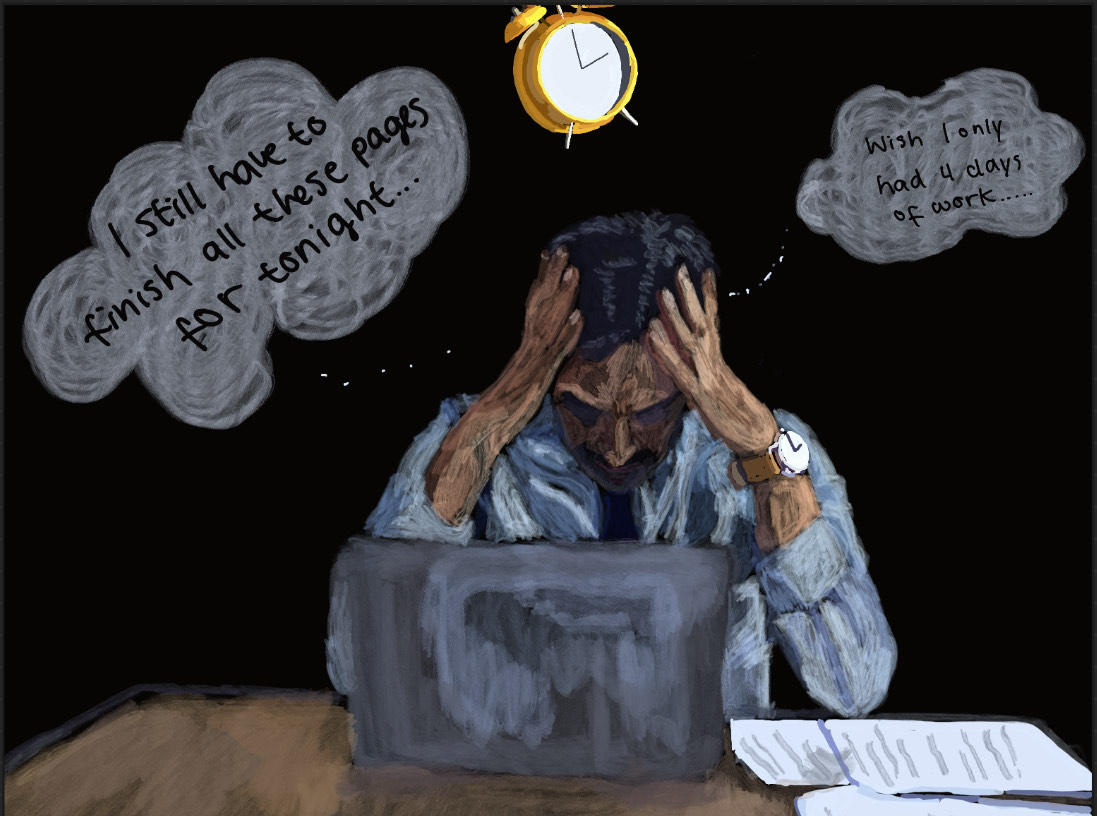 I still have to
finish all these pages
for tonight...
Wish I only
had 4 days
of work.....